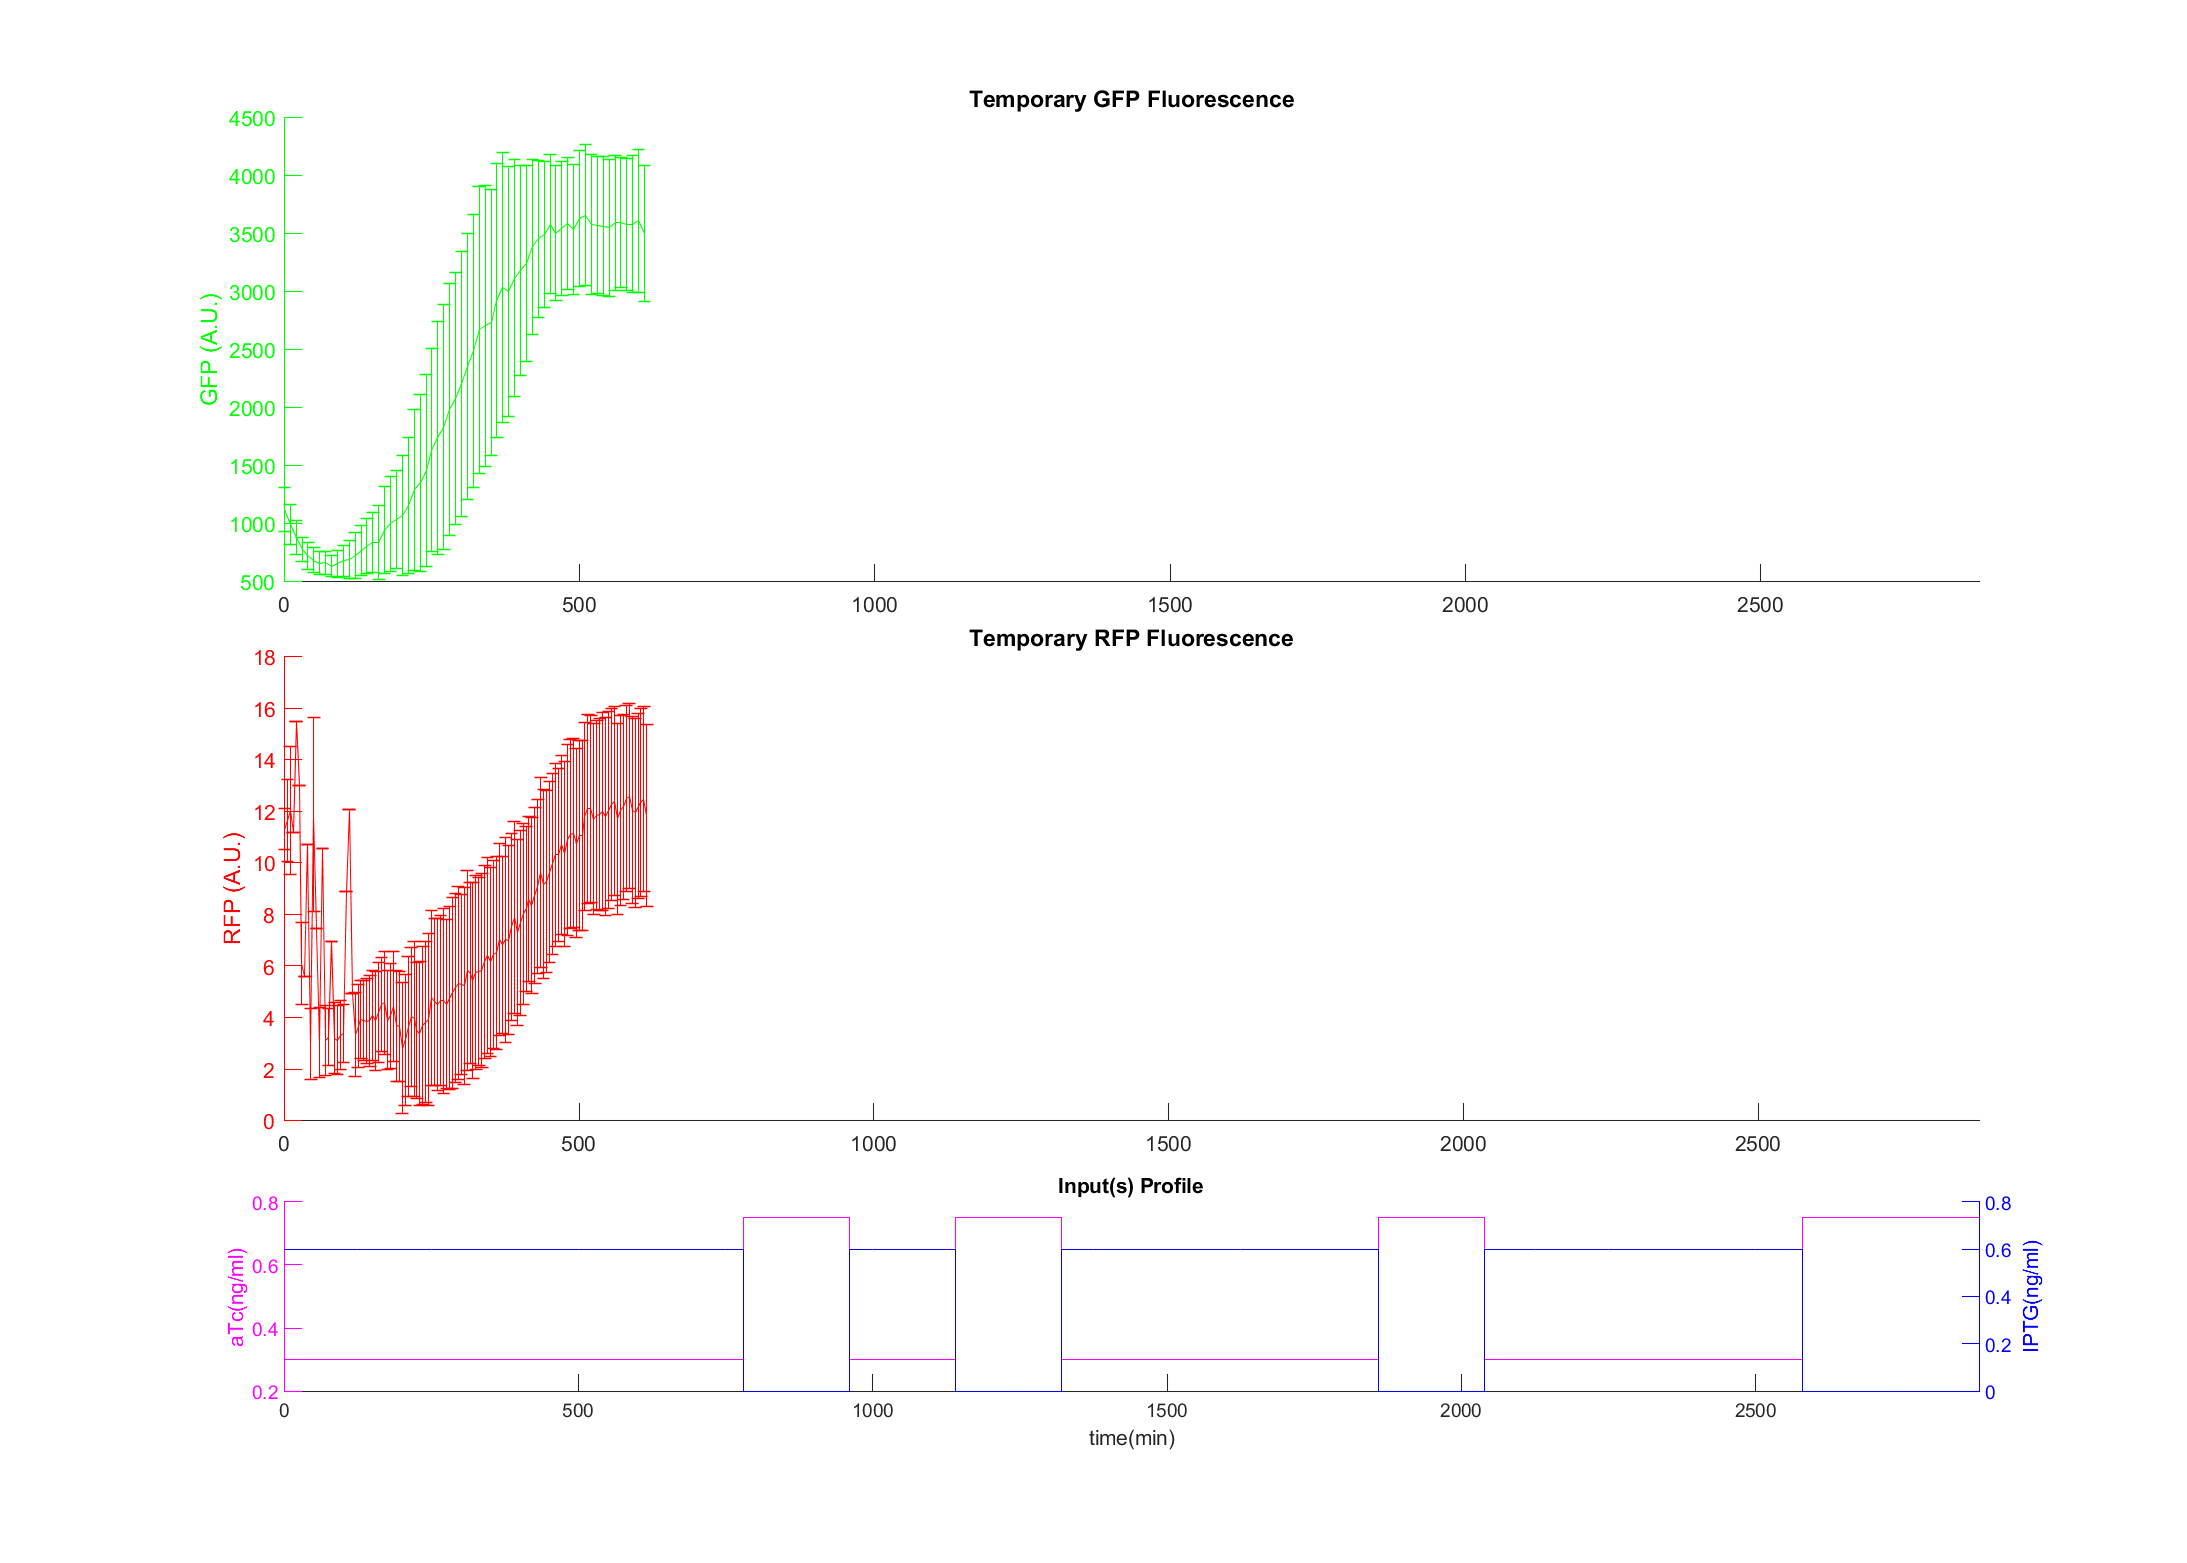 Temporary GFP Fluorescence
4500
4000
3500
3000
2500
2000
1500
1000
500
GFP (A.U.)
0 500 1000 1500 2000 2500
Temporary RFP Fluorescence
18
16
14
12
10
8
6
4
2
0
RFP (A.U.)
0 500 1000 1500 2000 2500
Input(s) Profile
0.8 0.8
0.6 0.6
0.4 0.4
0.2 0.2
0
aTc(ng/ml)
IPTG(ng/ml)
0 500 1000 1500 2000 2500
time(min)